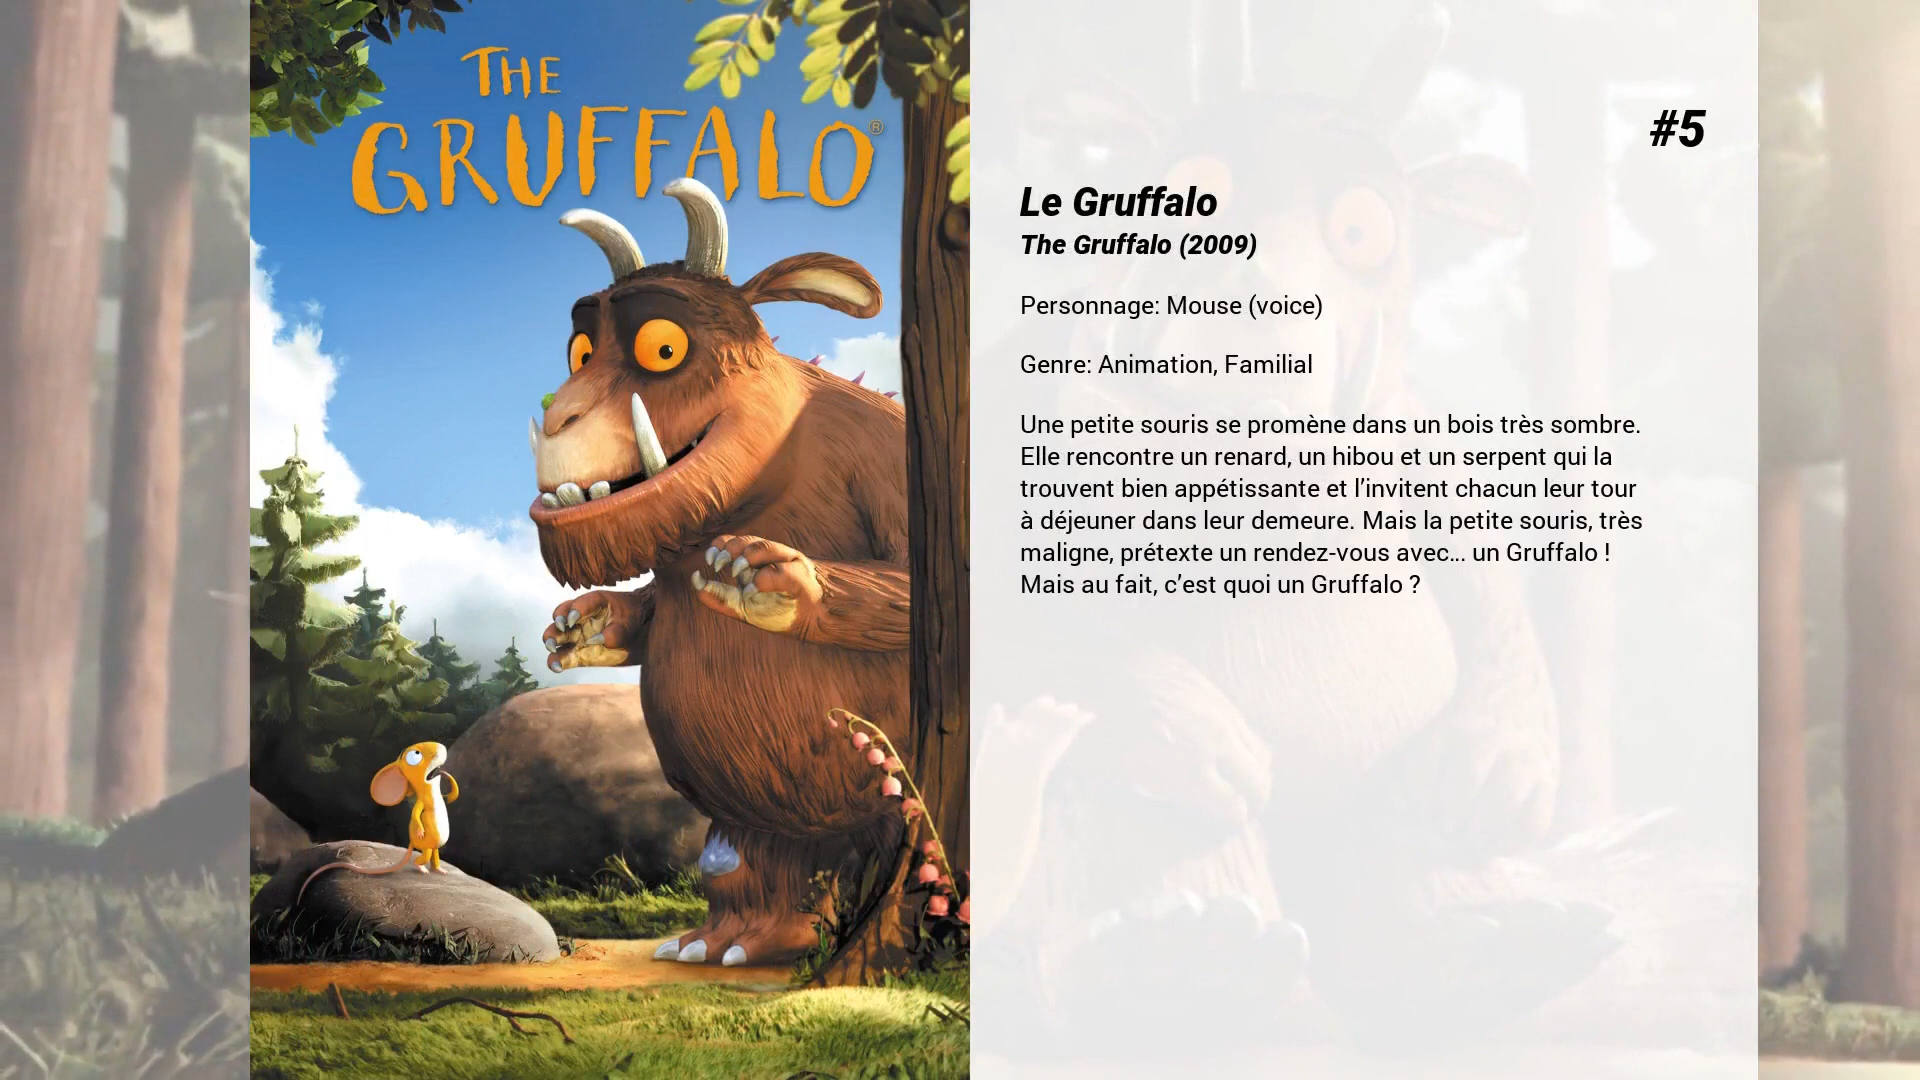 THE
GRUFFALO®
#5
Le Gruffalo
The Gruffalo (2009)
Personnage: Mouse (voice)
Genre: Animation, Familial
Une petite souris se promène dans un bois très sombre.
Elle rencontre un renard, un hibou et un serpent qui la
trouvent bien appétissante et l’invitent chacun leur tour
à déjeuner dans leur demeure. Mais la petite souris, très
maligne, prétexte un rendez-vous avec… un Gruffalo !
Mais au fait, c’est quoi un Gruffalo ?